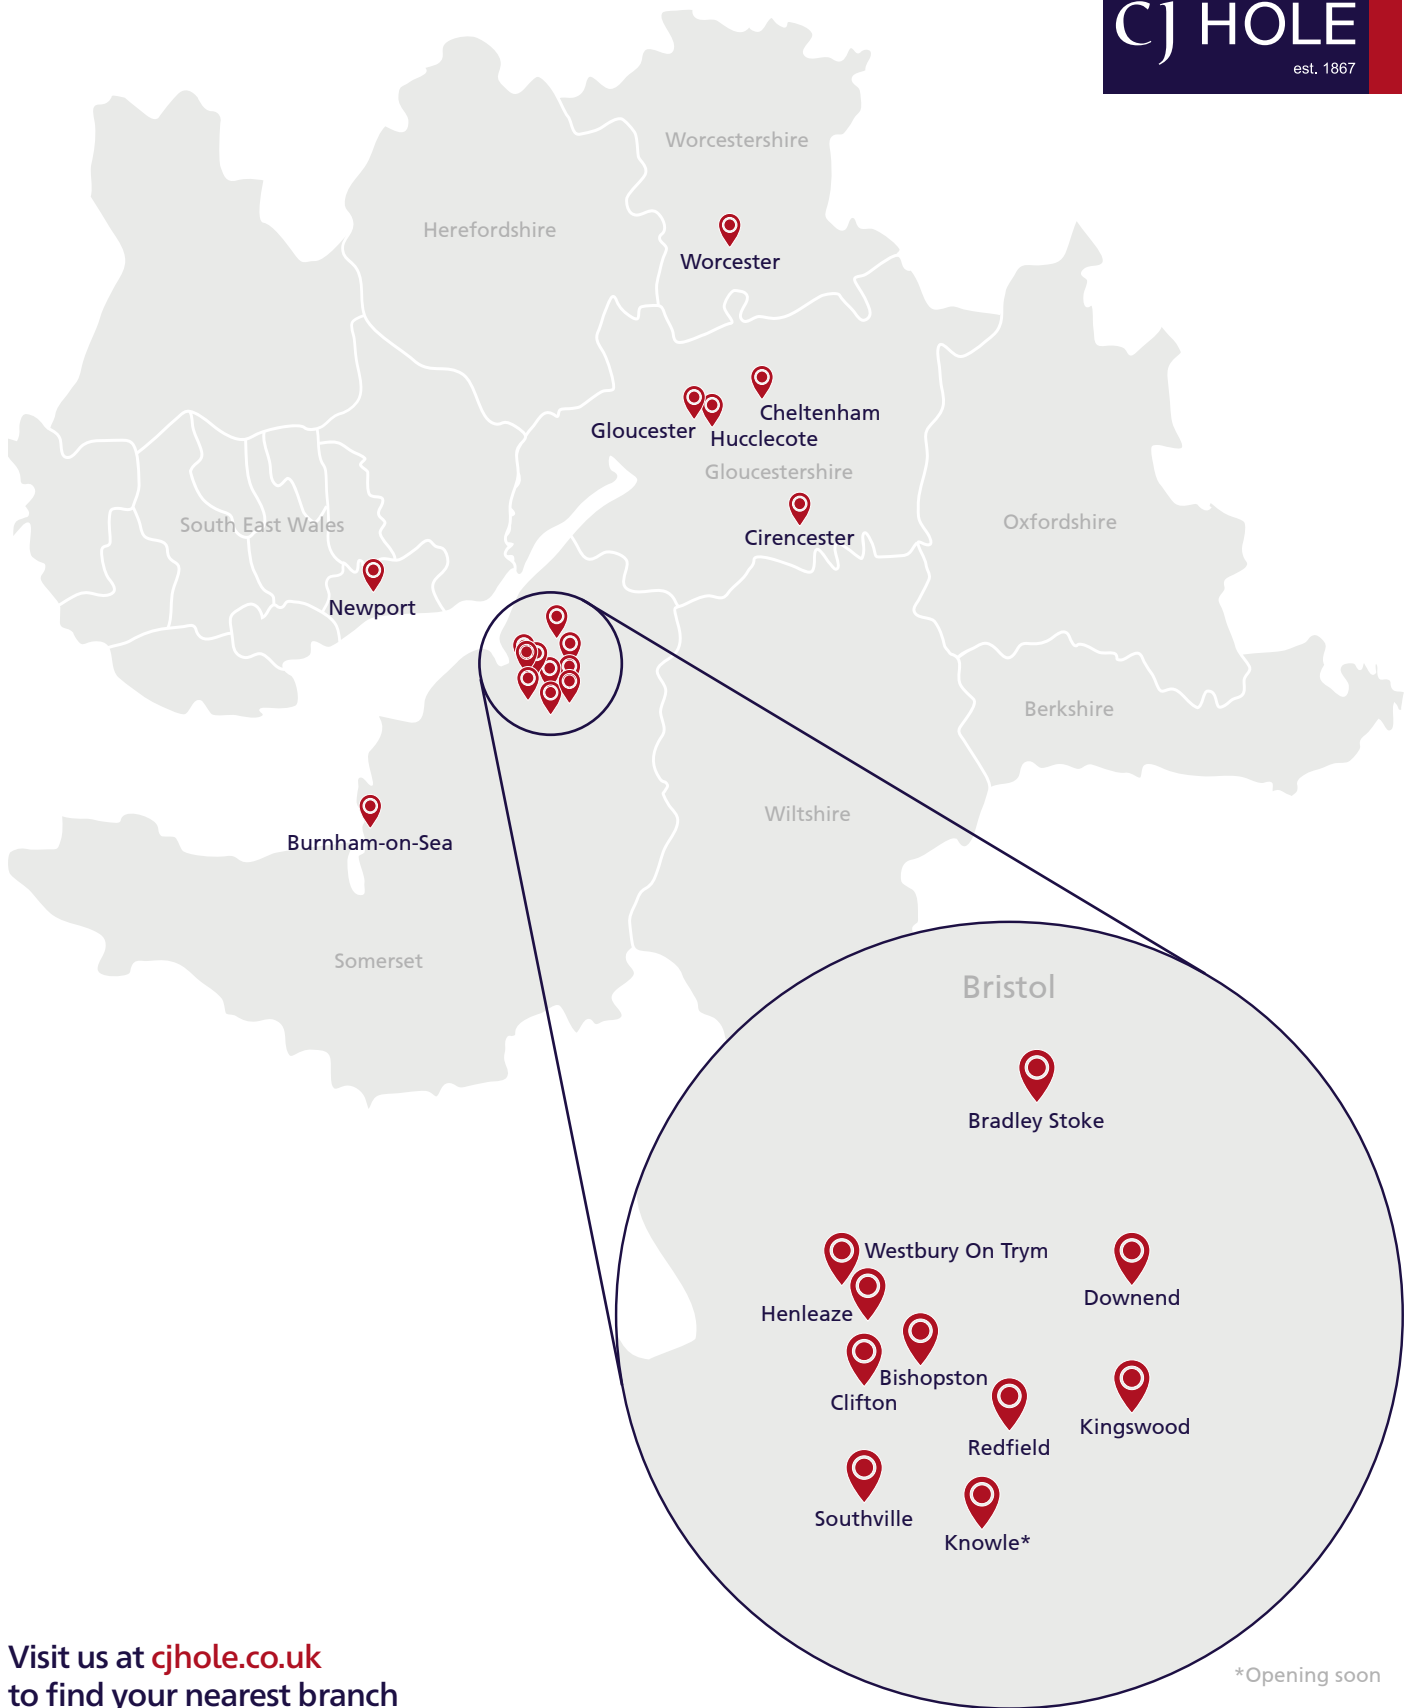 CJ HOLE
est. 1867
Worcestershire
Herefordshire
Worcester
Cheltenham
Gloucester
Hucclecote
Gloucestershire
Oxfordshire
South East Wales
Cirencester
Newport
Berkshire
Wiltshire
Burnham-on-Sea
Somerset
Bristol
Bradley Stoke
Westbury On Trym
Downend
Henleaze
Bishopston
Clifton
Kingswood
Redfield
Southville
Knowle*
Visit us at cjhole.co.uk
to find your nearest branch
*Opening soon